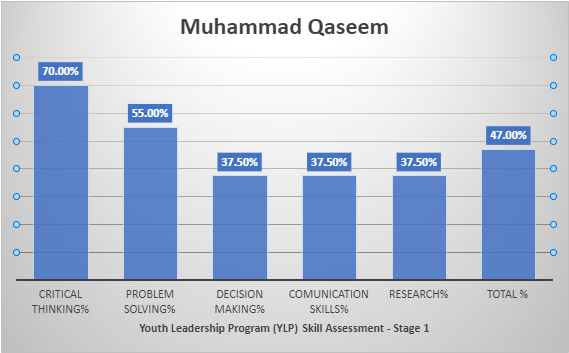 Muhammad Qaseem
70.00%
55.00%
37.50%
37.50%
37.50%
47.00%
CRITICAL
THINKING%
PROBLEM
SOLVING%
DECISION
MAKING%
COMUNICATION
SKILLS%
RESEARCH%
TOTAL %
Youth Leadership Program (YLP) Skill Assessment - Stage 1